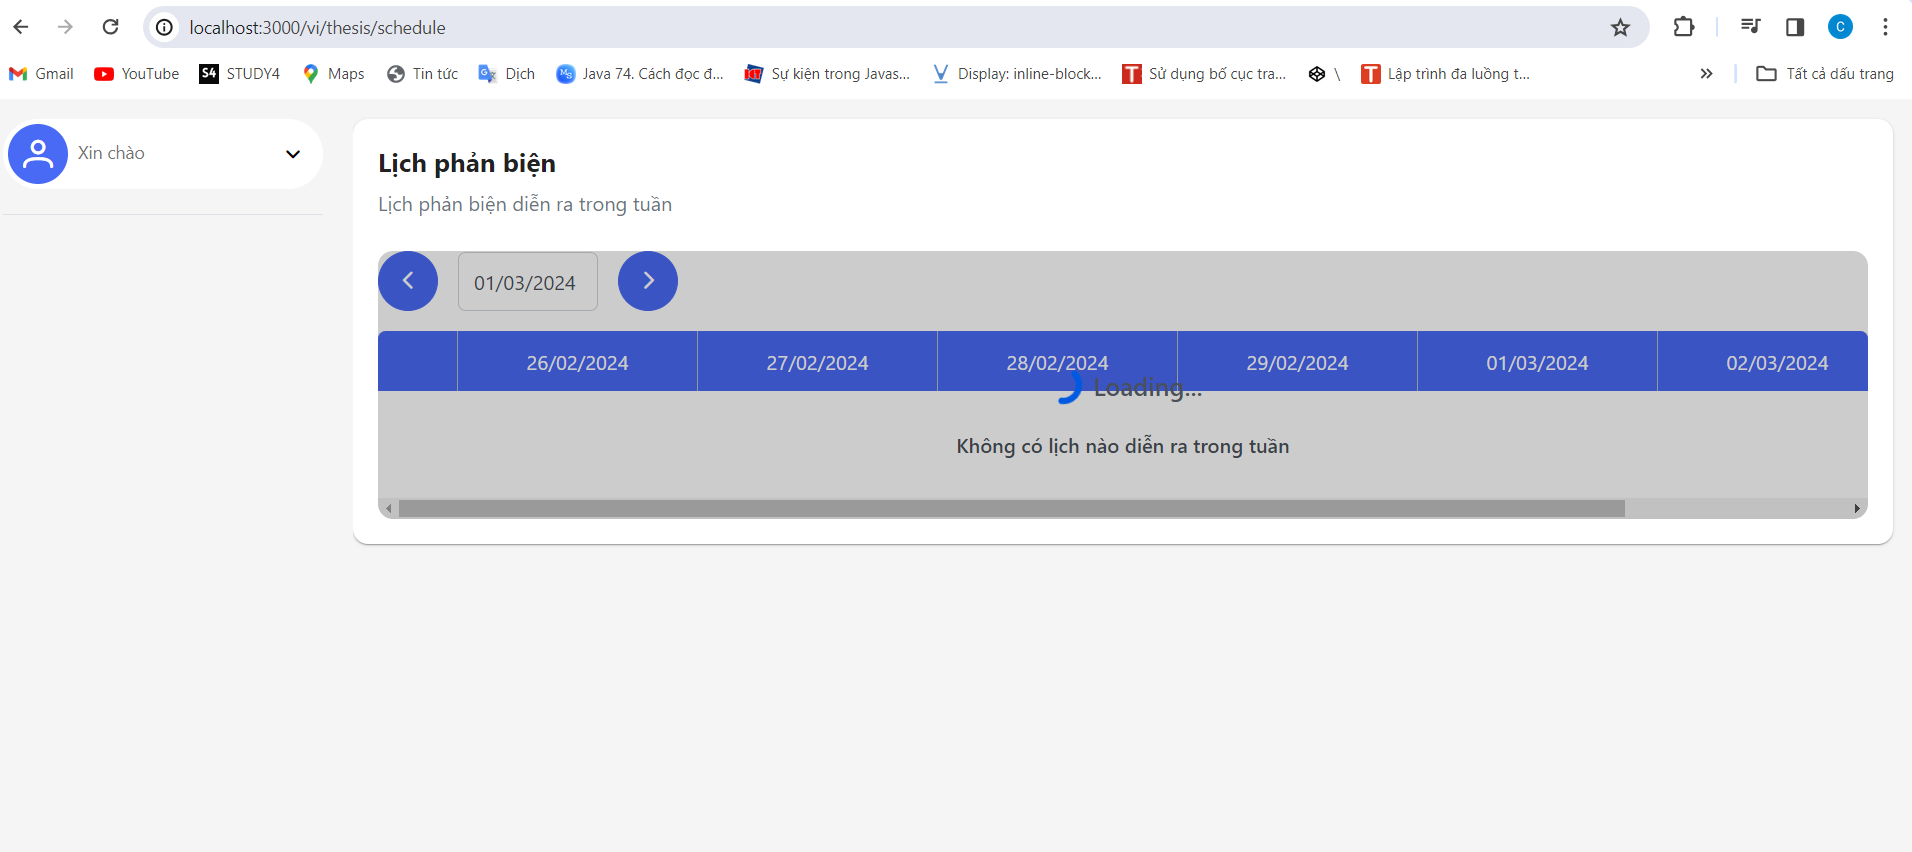 localhost:3000/vi/thesis/schedule
C
Gmail YouTube S4 STUDY4 Maps Tin tức Dịch Java 74. Cách đọc đ... Sự kiện trong Javas... Display: inline-block... T Sử dụng bố cục tra... \ T Lập trình đa luồng t... Tất cả dấu trang
Xin chào
Lịch phản biện
Lịch phản biện diễn ra trong tuần
01/03/2024
26/02/2024 27/02/2024 28/02/2024 29/02/2024 01/03/2024 02/03/2024
Loading...
Không có lịch nào diễn ra trong tuần